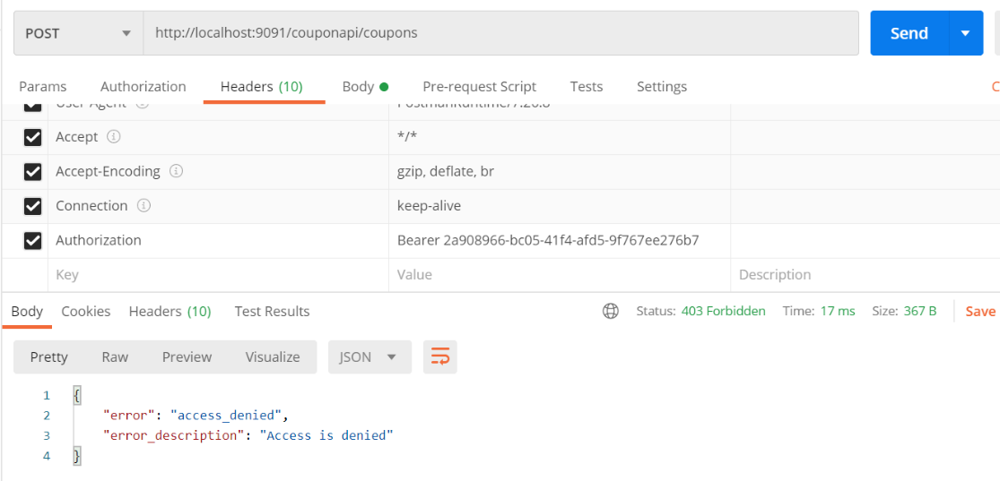 POST http://localhost:9091/couponapi/coupons Send
Params Authorization Headers (10) Body Pre-request Script Tests Settings C
User-Agent PostmanRuntime/7.26.8
Accept */*
Accept-Encoding gzip, deflate, br
Connection keep-alive
Authorization Bearer 2a908966-bc05-41f4-afd5-9f767ee276b7
Key Value Description
Body Cookies Headers (10) Test Results Status: 403 Forbidden Time: 17 ms Size: 367 B Save
Pretty Raw Preview Visualize JSON
1 {
2 "error": "access_denied",
3 "error_description": "Access is denied"
4 }